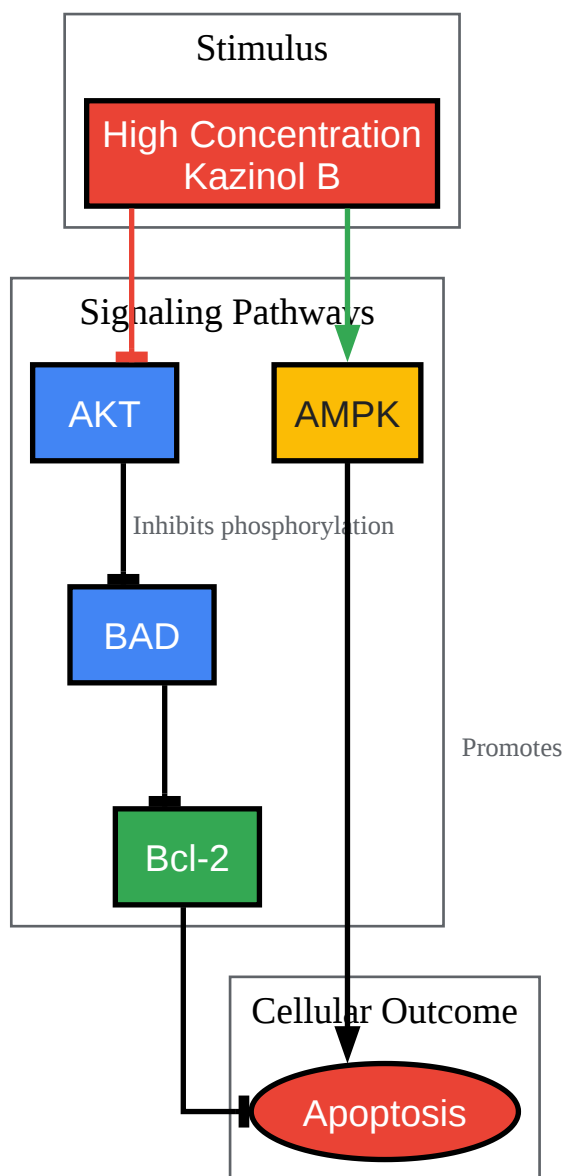 Stimulus
High Concentration
Kazinol B
Signaling Pathways
AKT
AMPK
Inhibits phosphorylation
BAD
Promotes
Bcl-2
Cellular Outcome
Apoptosis